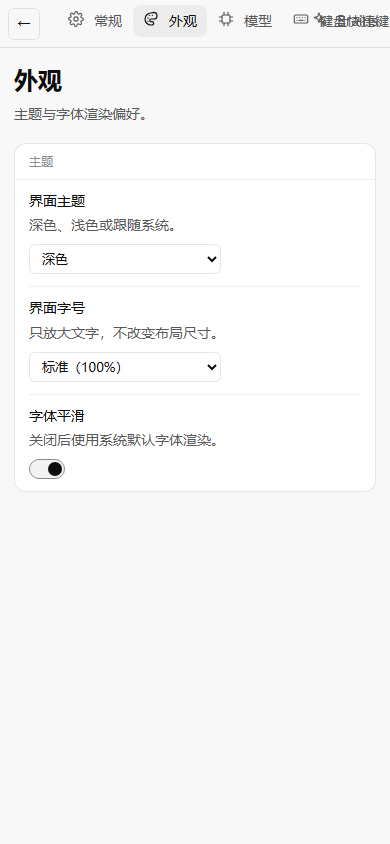 ← 常规 外观 模型
外观
主题与字体渲染偏好。
主题
界面主题
深色、浅色或跟随系统。
深色
界面字号
只放大文字，不改变布局尺寸。
标准（100%）
字体平滑
关闭后使用系统默认字体渲染。